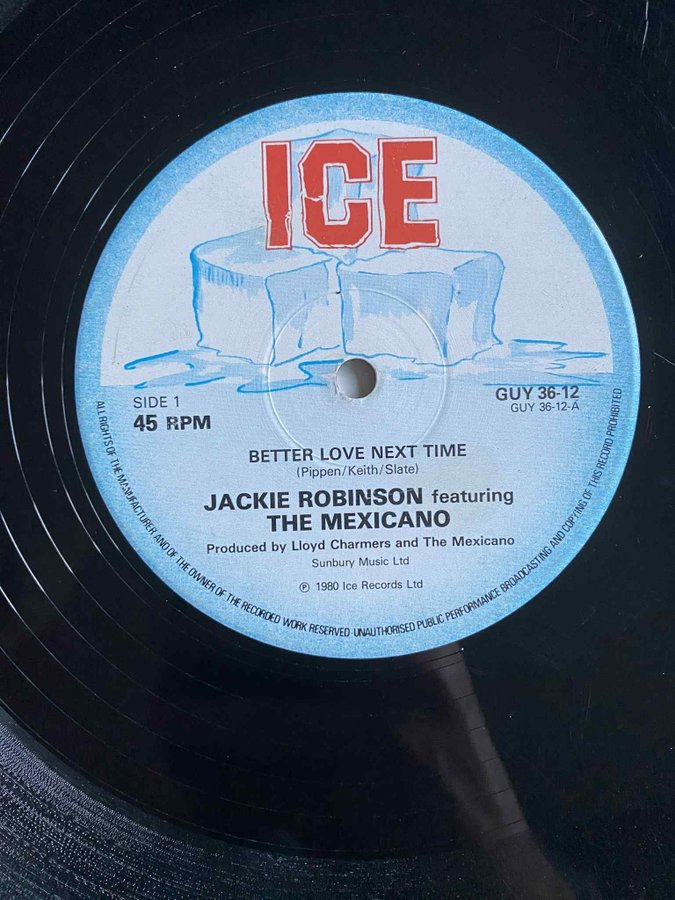 ICE
SIDE 1
45 RPM
GUY 36-12
GUY 36-12-A
BETTER LOVE NEXT TIME
(Pippen/Keith/Slate)
JACKIE ROBINSON featuring
THE MEXICANO
Produced by Lloyd Charmers and The Mexicano
Sunbury Music Ltd
℗ 1980 Ice Records Ltd
ALL RIGHTS OF THE MANUFACTURER AND OF THE OWNER OF THE RECORDED WORK RESERVED UNAUTHORISED PUBLIC PERFORMANCE BROADCASTING AND COPYING OF THIS RECORD PROHIBITED